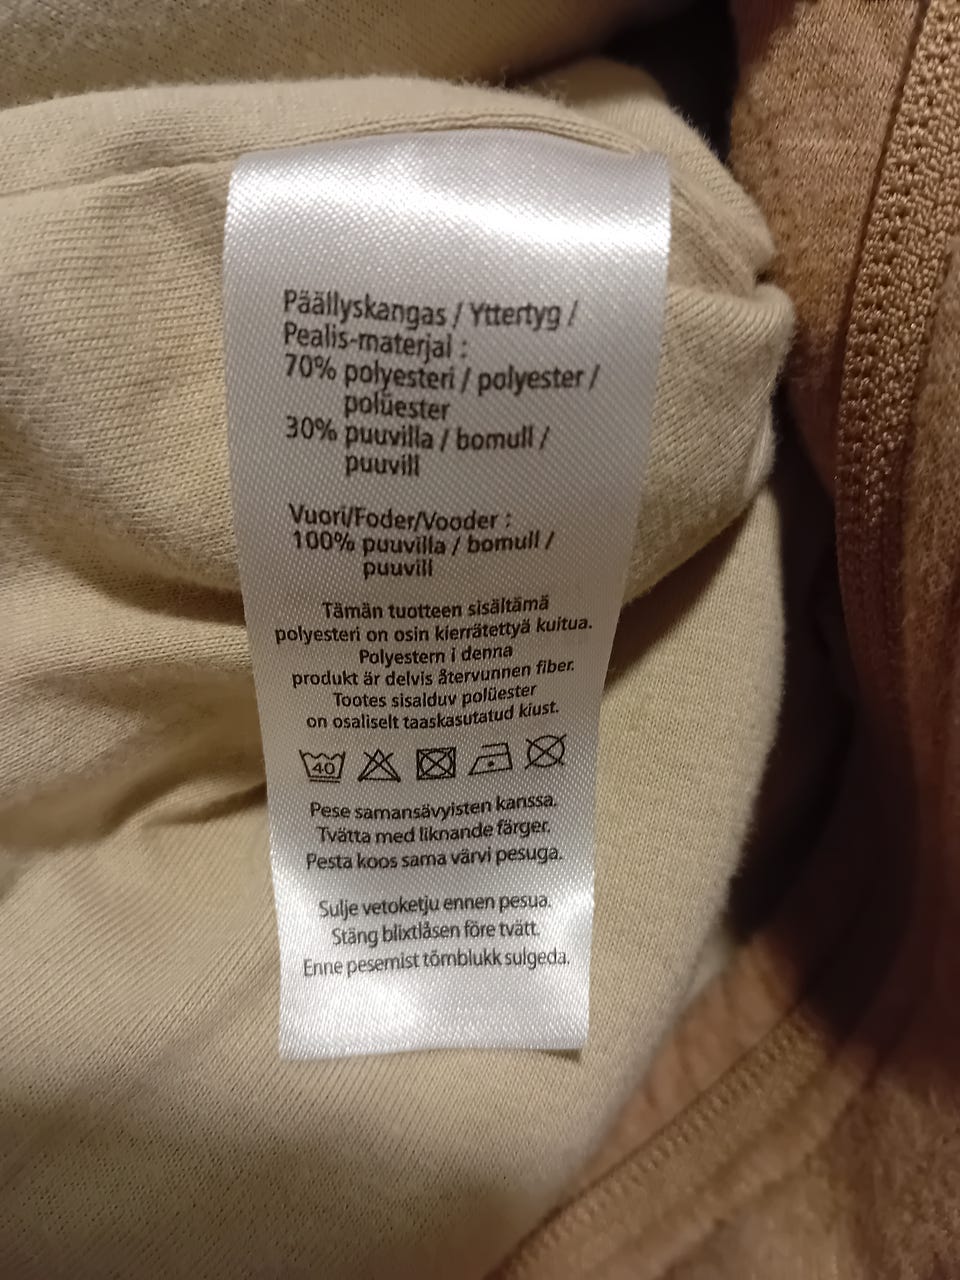 Päällyskangas / Yttertyg /
Pealis-materjal :
70% polyesteri / polyester /
polüester
30% puuvilla / bomull /
puuvill
Vuori/Foder/Vooder :
100% puuvilla / bomull /
puuvill
Tämän tuotteen sisältämä
polyesteri on osin kierrätettyä kuitua.
Polyestern i denna
produkt är delvis återvunnen fiber.
Tootes sisalduv polüester
on osaliselt taaskasutatud kiust.
40
Pese samansävyisten kanssa.
Tvätta med liknande färger.
Pesta koos sama värvi pesuga.
Sulje vetoketju ennen pesua.
Stäng blixtlåsen före tvätt.
Enne pesemist tõmblukk sulgeda.